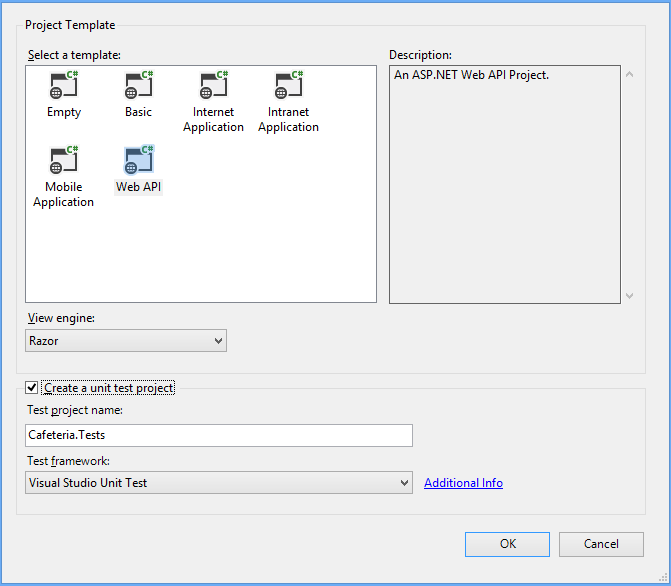 Project Template
Select a template:
Description:
C#
C#
C#
C#
Empty
Basic
Internet
Application
Intranet
Application
C#
C#
Mobile
Application
Web API
An ASP.NET Web API Project.
View engine:
Razor
Create a unit test project
Test project name:
Cafeteria.Tests
Test framework:
Visual Studio Unit Test
Additional Info
OK
Cancel